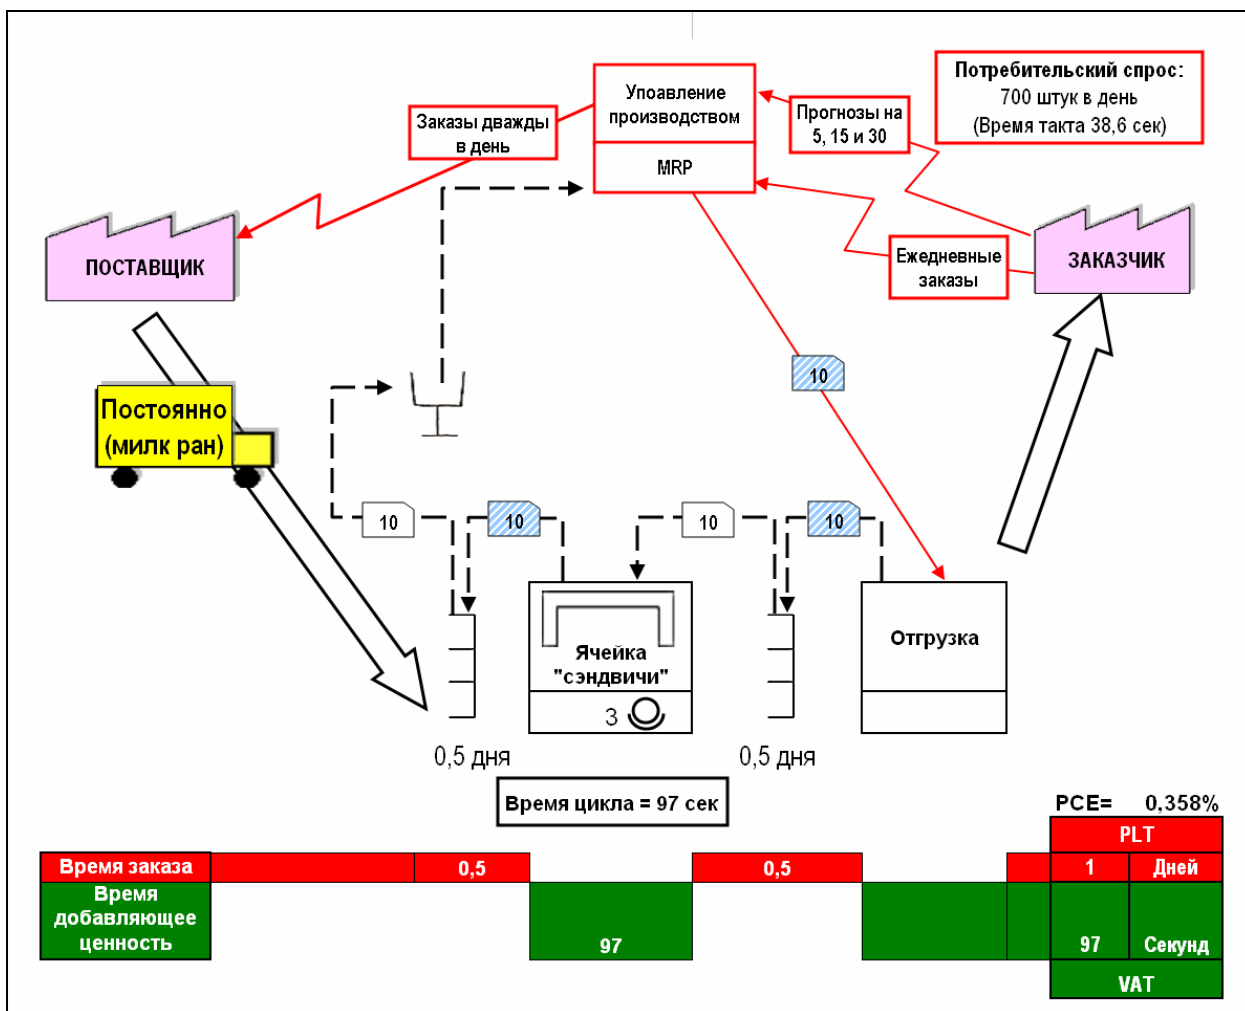 Упоавление
производством
MRP
Потребительский спрос:
700 штук в день
(Время такта 38,6 сек)
Заказы дважды
в день
Прогнозы на
5, 15 и 30
ПОСТАВЩИК
Ежедневные
заказы
ЗАКАЗЧИК
10
Постоянно
(милк ран)
10
10
10
10
Ячейка
"сэндвичи"
3
Отгрузка
0,5 дня
0,5 дня
Время цикла = 97 сек
PCE= 0,358%
PLT
Время заказа
0,5
0,5
1
Дней
Время
добавляющее
ценность
97
97
Секунд
VAT